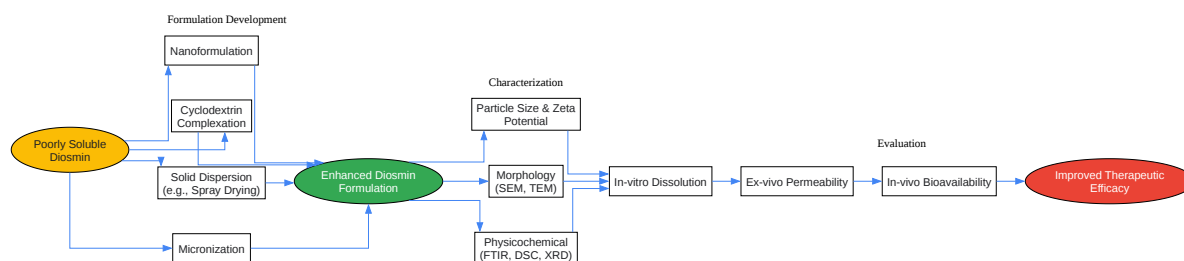 Formulation Development
Nanoformulation
Characterization
Cyclodextrin
Complexation
Particle Size & Zeta
Potential
Evaluation
Poorly Soluble
Diosmin
Solid Dispersion
(e.g., Spray Drying)
Enhanced Diosmin
Formulation
Morphology
(SEM, TEM)
In-vitro Dissolution
Ex-vivo Permeability
In-vivo Bioavailability
Improved Therapeutic
Efficacy
Micronization
Physicochemical
(FTIR, DSC, XRD)